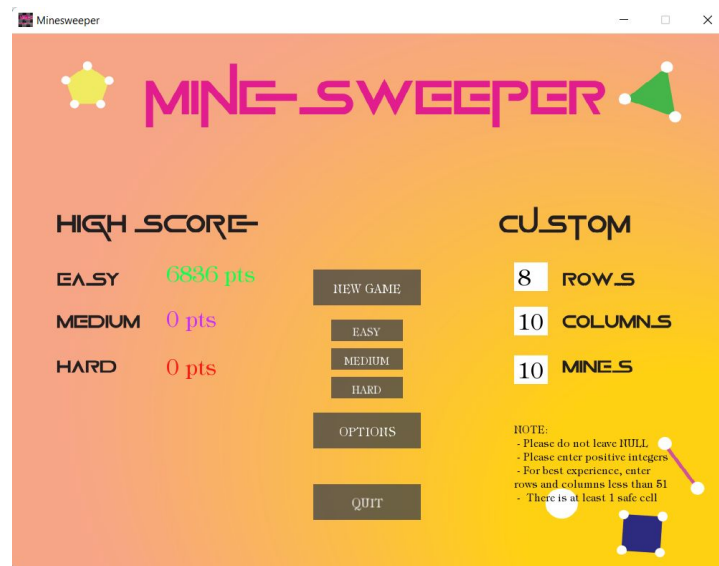 Minesweeper
MINE-SWEEPER
HIGH SCORE
EASY 6836 pts
MEDIUM 0 pts
HARD 0 pts
NEW GAME
EASY
MEDIUM
HARD
OPTIONS
QUIT
CUSTOM
8 ROWS
10 COLUMNS
10 MINES
NOTE:
- Please do not leave NULL
- Please enter positive integers
- For best experience, enter
rows and columns less than 51
- There is at least 1 safe cell